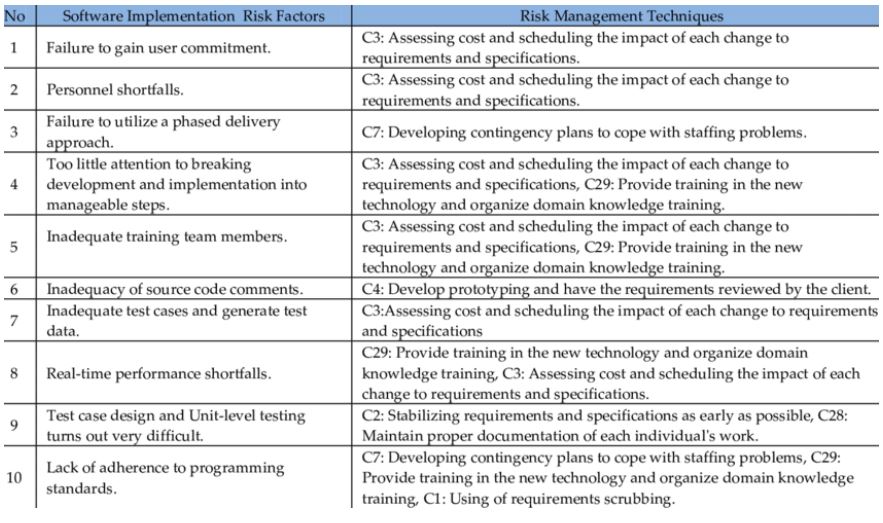 No Software Implementation Risk Factors Risk Management Techniques
1 Failure to gain user commitment. C3: Assessing cost and scheduling the impact of each change to
requirements and specifications.
2 Personnel shortfalls. C3: Assessing cost and scheduling the impact of each change to
requirements and specifications.
3 Failure to utilize a phased delivery
approach.
C7: Developing contingency plans to cope with staffing problems.
4 Too little attention to breaking
development and implementation into
manageable steps.
C3: Assessing cost and scheduling the impact of each change to
requirements and specifications, C29: Provide training in the new
technology and organize domain knowledge training.
5 Inadequate training team members.
C3: Assessing cost and scheduling the impact of each change to
requirements and specifications, C29: Provide training in the new
technology and organize domain knowledge training.
6 Inadequacy of source code comments. C4: Develop prototyping and have the requirements reviewed by the client.
7 Inadequate test cases and generate test
data.
C3:Assessing cost and scheduling the impact of each change to requirements
and specifications
8 Real-time performance shortfalls.
C29: Provide training in the new technology and organize domain
knowledge training, C3: Assessing cost and scheduling the impact of each
change to requirements and specifications.
9 Test case design and Unit-level testing
turns out very difficult.
C2: Stabilizing requirements and specifications as early as possible, C28:
Maintain proper documentation of each individual's work.
10 Lack of adherence to programming
standards.
C7: Developing contingency plans to cope with staffing problems, C29:
Provide training in the new technology and organize domain knowledge
training, C1: Using of requirements scrubbing.